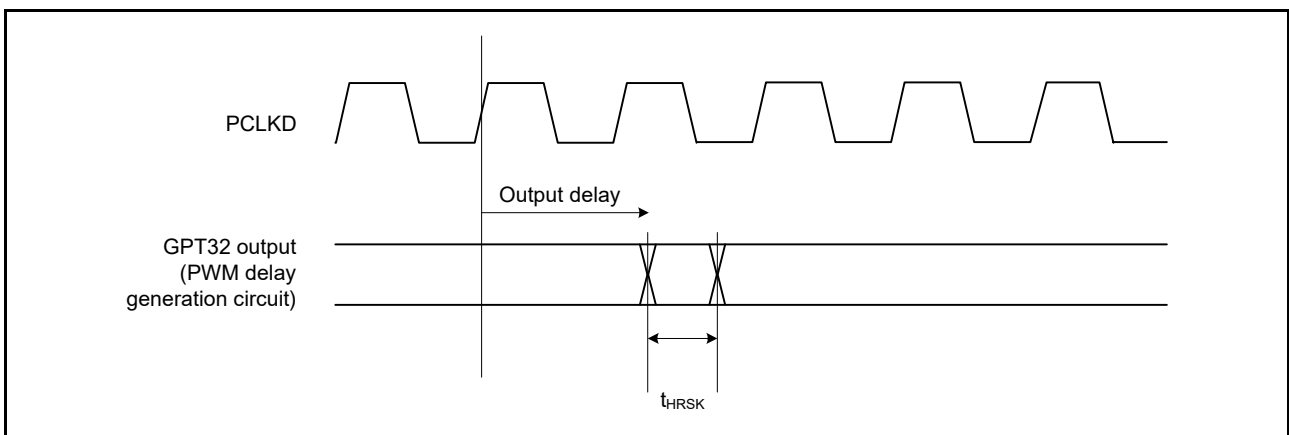 PCLKD
Output delay
GPT32 output
(PWM delay
generation circuit)
tHRSK